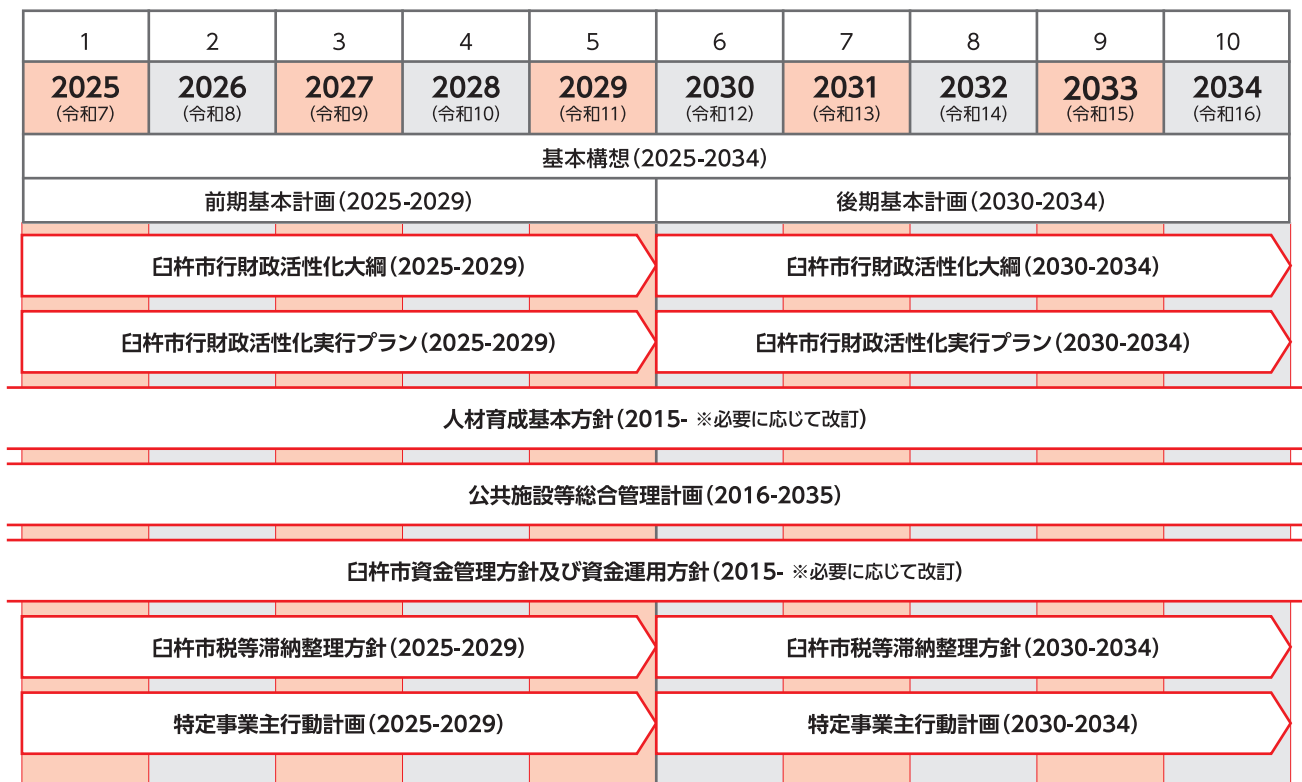 1 2 3 4 5 6 7 8 9 10
2025 2026 2027 2028 2029 2030 2031 2032 2033 2034
(令和7) (令和8) (令和9) (令和10) (令和11) (令和12) (令和13) (令和14) (令和15) (令和16)
基本構想(2025-2034)
前期基本計画(2025-2029) 後期基本計画(2030-2034)
臼杵市行財政活性化大綱(2025-2029) 臼杵市行財政活性化大綱(2030-2034)
臼杵市行財政活性化実行プラン(2025-2029) 臼杵市行財政活性化実行プラン(2030-2034)
人材育成基本方針(2015- ※必要に応じて改訂)
公共施設等総合管理計画(2016-2035)
臼杵市資金管理方針及び資金運用方針(2015- ※必要に応じて改訂)
臼杵市税等滞納整理方針(2025-2029) 臼杵市税等滞納整理方針(2030-2034)
特定事業主行動計画(2025-2029) 特定事業主行動計画(2030-2034)